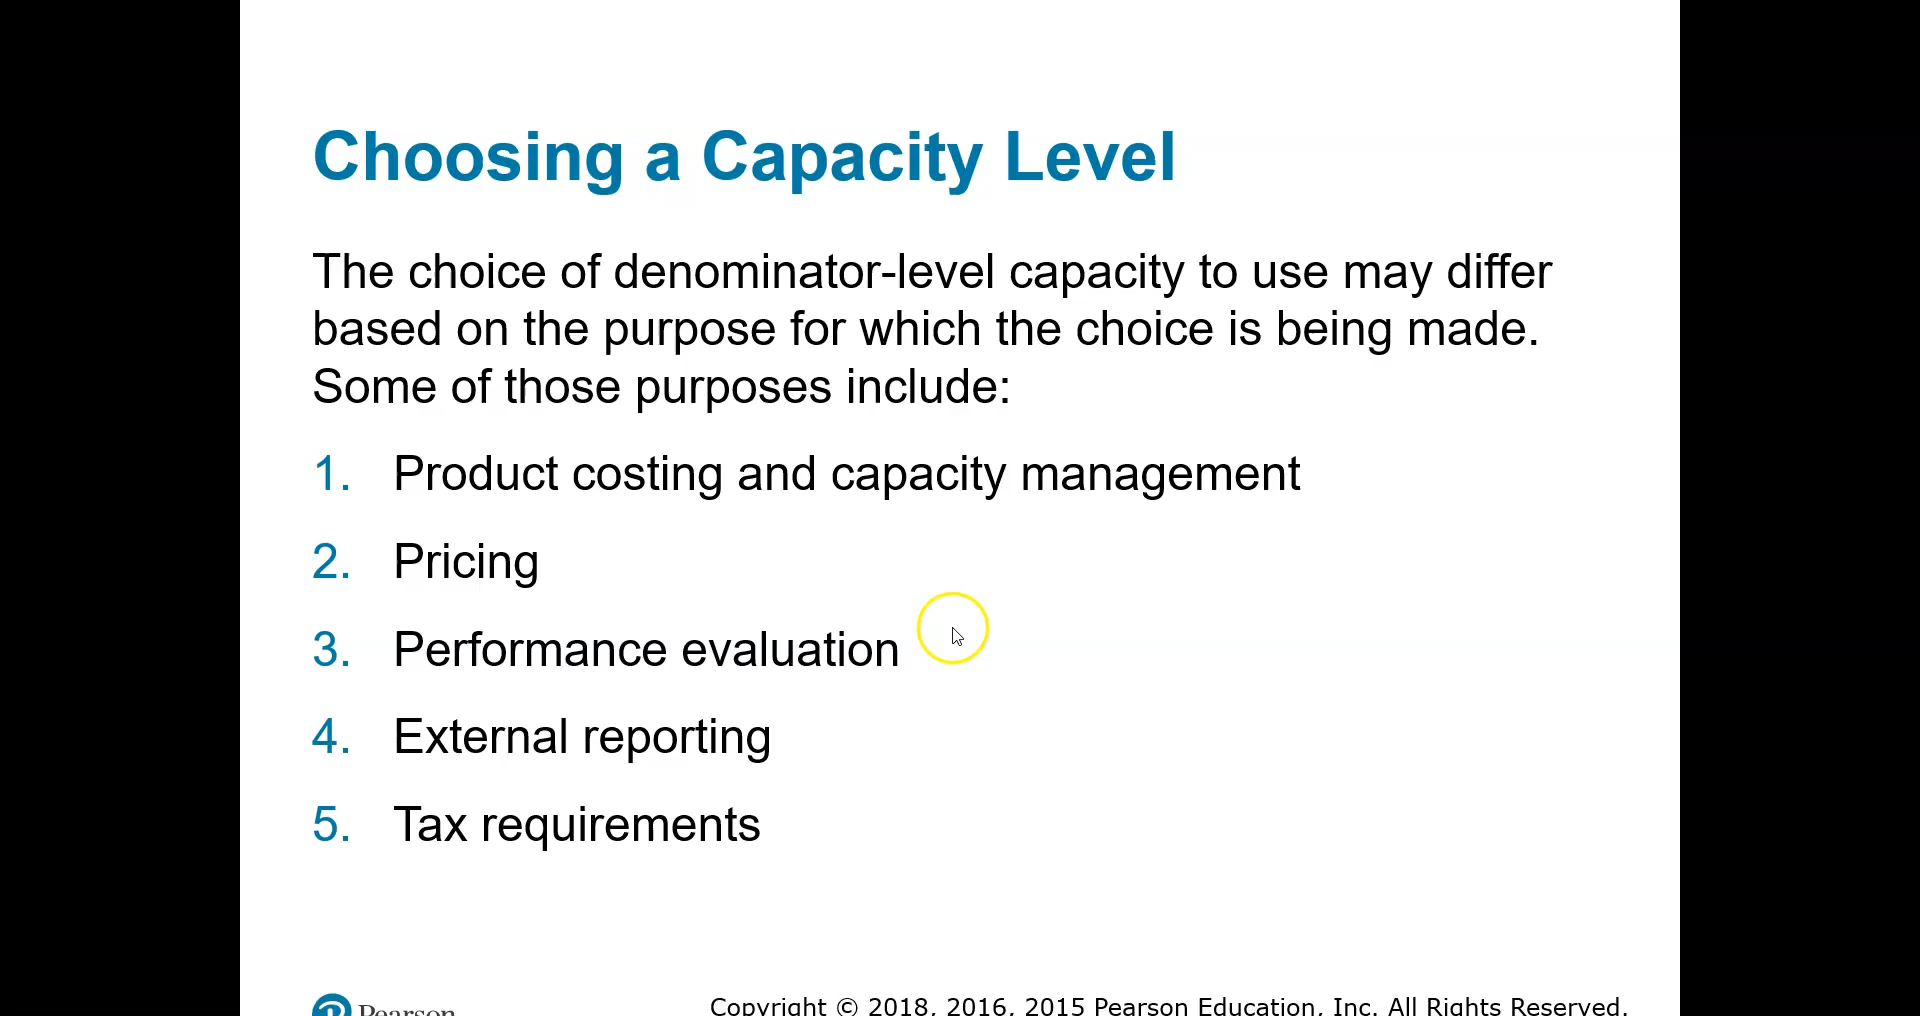 Choosing a Capacity Level
The choice of denominator-level capacity to use may differ
based on the purpose for which the choice is being made.
Some of those purposes include:
1. Product costing and capacity management
2. Pricing
3. Performance evaluation
4. External reporting
5. Tax requirements
Pearson
Copyright © 2018, 2016, 2015 Pearson Education, Inc. All Rights Reserved.